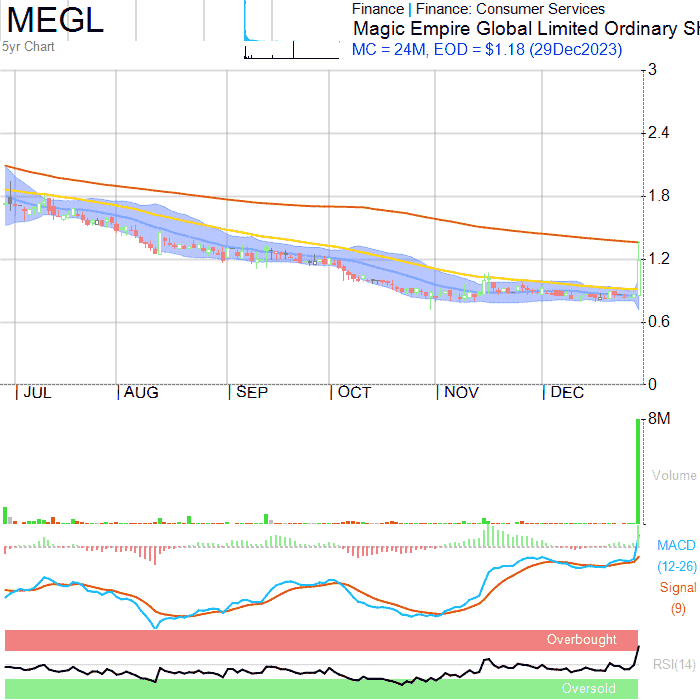 MEGL
5yr Chart
Finance | Finance: Consumer Services
Magic Empire Global Limited Ordinary SH
MC = 24M, EOD = $1.18 (29Dec2023)
3
2.4
1.8
1.2
0.6
0
JUL AUG SEP OCT NOV DEC
8M
Volume
MACD
(12-26)
Signal
(9)
Overbought
RSI(14)
Oversold